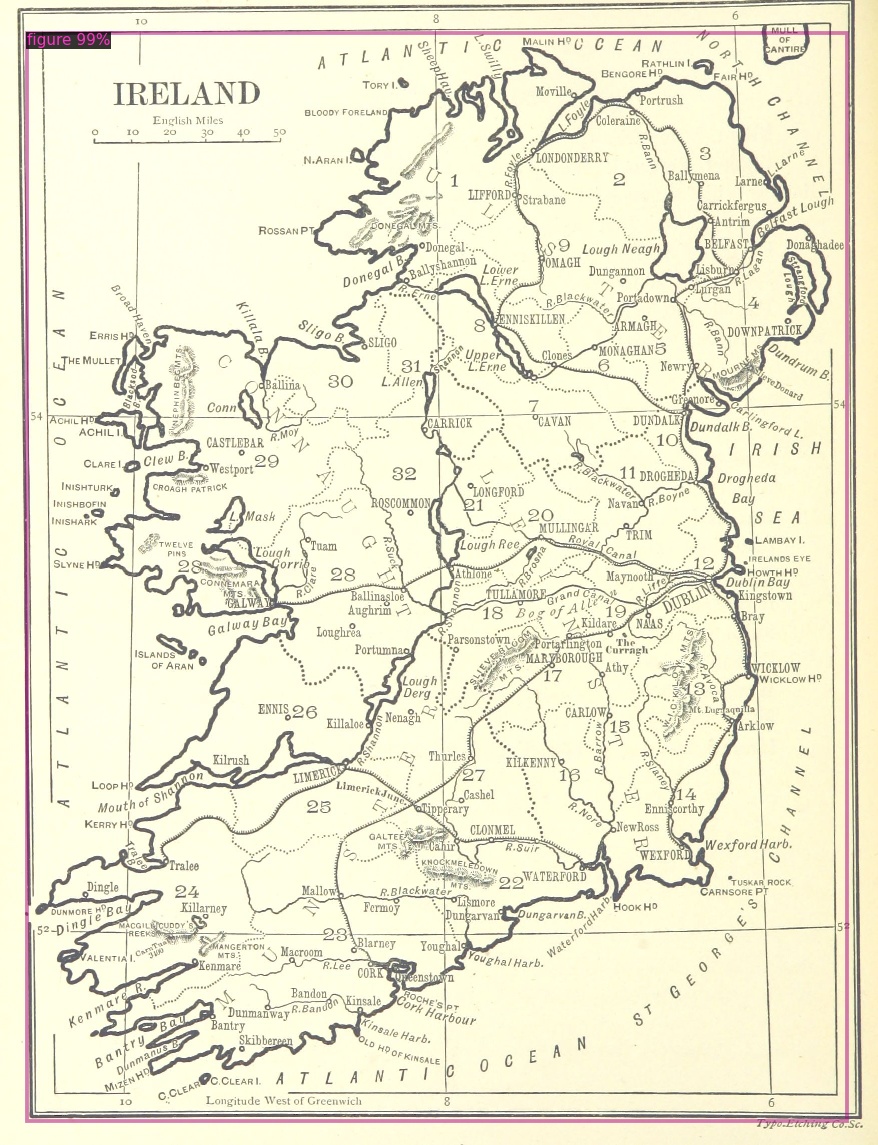 figure 99%
10
8
6
ATLANTIC OCEAN
MULL
OF
CANTIRE
NORTH CHANNEL
MALIN HD
RATHLIN I.
BENGORE HD
FAIR HD
Sheep Hav.
L. Swilly
TORY I.
Moville
Portrush
IRELAND
English Miles
0 10 20 30 40 50
BLOODY FORELAND
L. Foyle
Coleraine
N. ARAN I.
R. Foyle
LONDONDERRY
R. Bann
3
1
2
Ballymena
L. Larne
Larne
LIFFORD
Strabane
Carrickfergus
Antrim
Belfast Lough
ROSSAN PT
DONEGAL MTS.
ULSTER
9
OMAGH
Lough Neagh
BELFAST
Donaghadee
Donegal
Donegal B.
Ballyshannon
Lower
L. Erne
Dungannon
Lisburn
R. Lagan
Strangford
Lough
R. Erne
R. Blackwater
Portadown
Lurgan
4
Broad Haven
Killala B.
Sligo B.
8
ENNISKILLEN
ARMAGH
R. Bann
DOWNPATRICK
ERRIS HD
SLIGO
MONAGHAN
5
THE MULLET
Upper
L. Erne
Clones
6
Newry
MOURNE MTS.
Dundrum B.
Blacksod
B.
NEPHIN BEG MTS.
Ballina
30
31
L. Allen
Shannon
Greenore
54
54
Conn
7
CAVAN
DUNDALK
Carlingford L.
ACHIL HD
ACHIL I.
R. Moy
CARRICK
Dundalk B.
CONNAUGHT
CASTLEBAR
10
IRISH
SEA
CLARE I.
Clew B.
Westport
29
32
11
DROGHEDA
Drogheda
Bay
INISHTURK
CROAGH PATRICK
R. Blackwater
R. Boyne
INISHBOFIN
LONGFORD
Navan
INISHARK
L. Mask
ROSCOMMON
21
20
TRIM
TWELVE
PINS
Tuam
R. Suck
MULLINGAR
LAMBAY I.
SLYNE HD
Lough
Corrib
Lough Ree
Royal Canal
IRELANDS EYE
28
CONNEMARA
MTS.
R. Clare
28
Athlone
R. Brosna
Maynooth
12
HOWTH HD
Dublin Bay
GALWAY
Ballinasloe
TULLAMORE
Grand Canal
R. Liffey
DUBLIN
Kingstown
Galway Bay
Aughrim
R. Shannon
18
Bog of Allen
19
NAAS
Bray
Loughrea
Kildare
ISLANDS
OF ARAN
Parsonstown
Portarlington
The
Curragh
Portumna
SLIEVE BLOOM
MTS.
MARYBOROUGH
Athy
WICKLOW
WICKLOW HD
Lough
Derg
17
WICKLOW MTS.
13
R. Avoca
ENNIS
26
Nenagh
CARLOW
15
Arklow
Killaloe
R. Shannon
LEINSTER
Kilrush
Thurles
KILKENNY
R. Barrow
R. Slaney
ATLANTIC OCEAN
LOOP HD
LIMERICK
27
16
Mouth of Shannon
Limerick June.
Cashel
14
25
Tipperary
R. Nore
Enniscorthy
KERRY HD
GALTEE
MTS.
CLONMEL
New Ross
Tralee
B.
Cahir
R. Suir
WEXFORD
Wexford Harb.
Tralee
KNOCKMELEDOWN
MTS.
WATERFORD
TUSKAR ROCK
CARNSORE PT
Dingle
24
Mallow
R. Blackwater
22
HOOK HD
DUNMORE HD
Dingle Bay
Killarney
Fermoy
Lismore
Dungarvan
Dungarvan B.
Waterford Harb.
52
52
MACGILLICUDDY'S
REEKS
23
VALENTIA I.
MANGERTON
MTS.
Blarney
Youghal
Youghal Harb.
Kenmare
Macroom
R. Lee
CORK
Queenstown
MUNSTER
Kenmare R.
Bandon
ROCHE'S PT
Cork Harbour
ST GEORGE'S CHANNEL
Bantry Bay
Dunmanway
R. Bandon
Kinsale
Bantry
Kinsale Harb.
Dunmanus B.
Skibbereen
OLD HD OF KINSALE
MIZEN HD
C. CLEAR
C. CLEAR I.
ATLANTIC OCEAN
10
Longitude West of Greenwich
8
6
Typo. Etching Co. Sc.